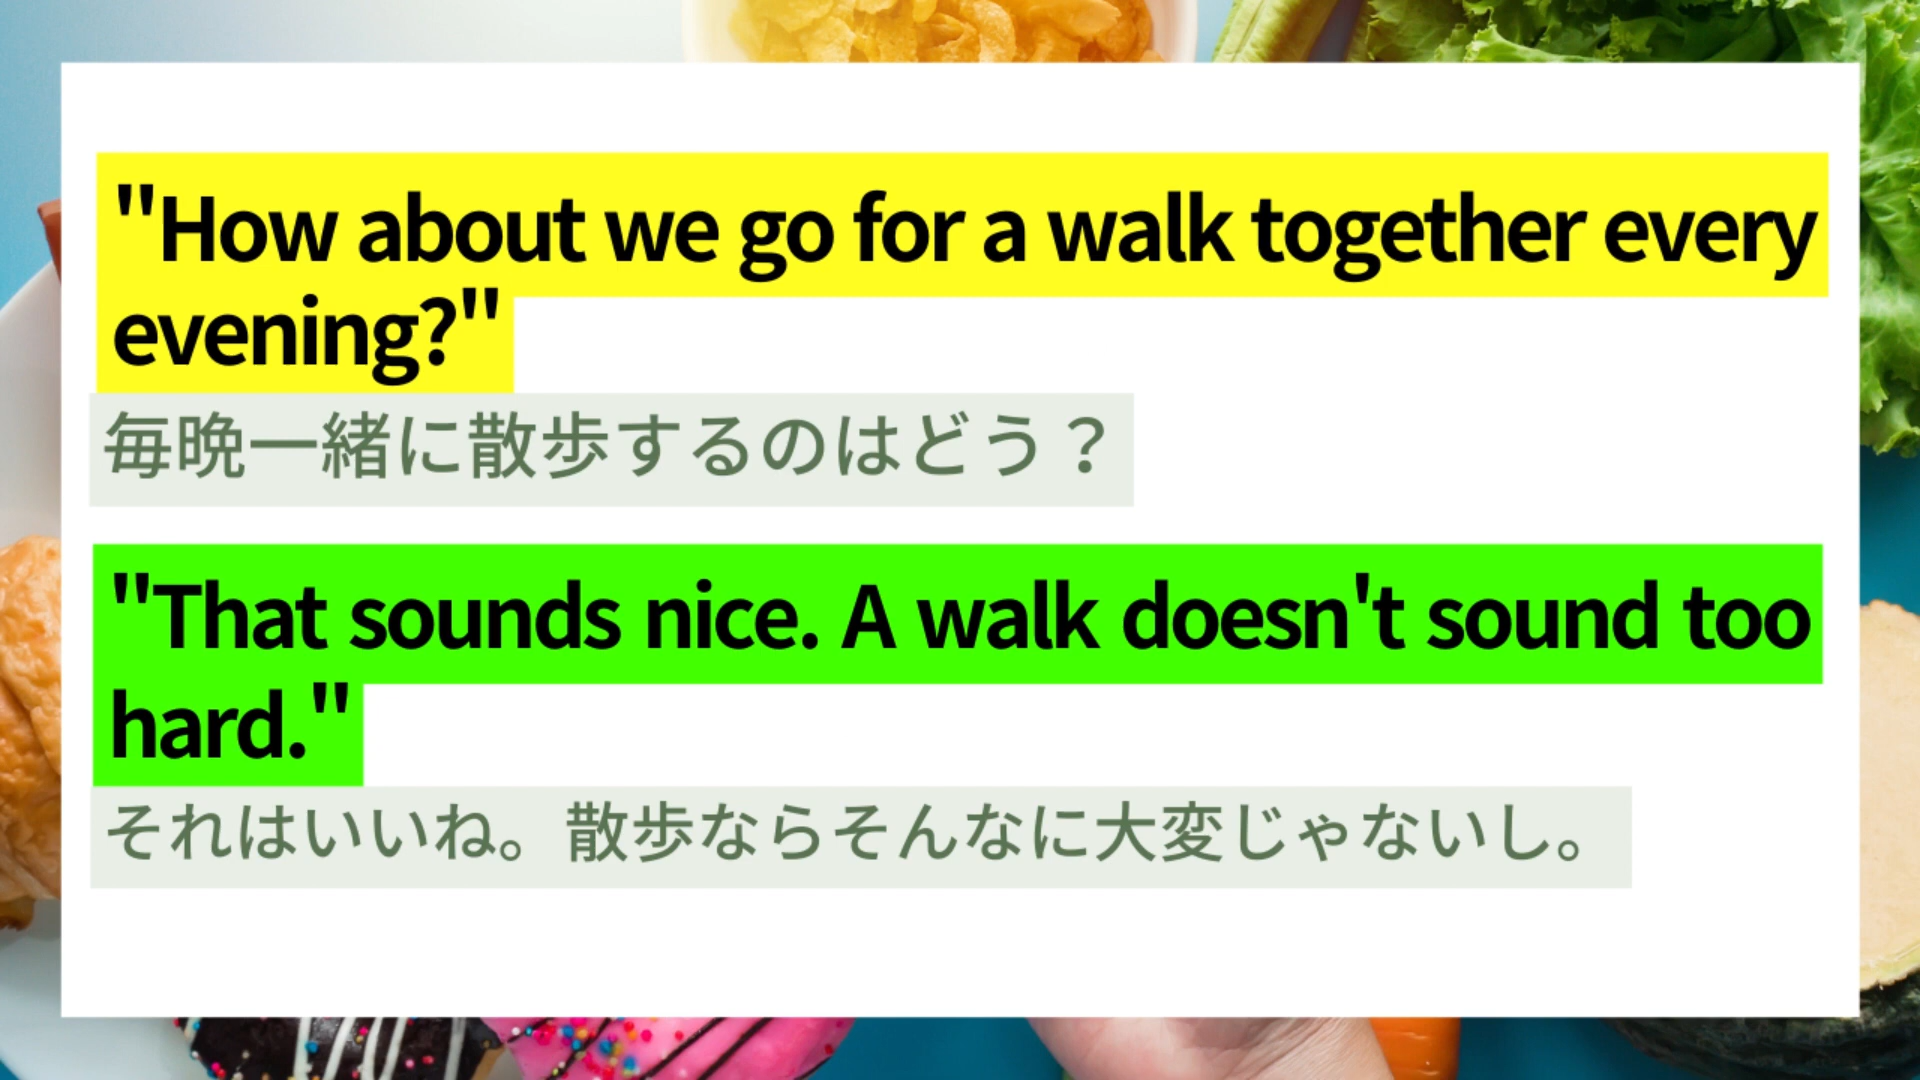 "How about we go for a walk together every
evening?"
毎晩一緒に散歩するのはどう？
"That sounds nice. A walk doesn't sound too
hard."
それはいいね。散歩ならそんなに大変じゃないし。